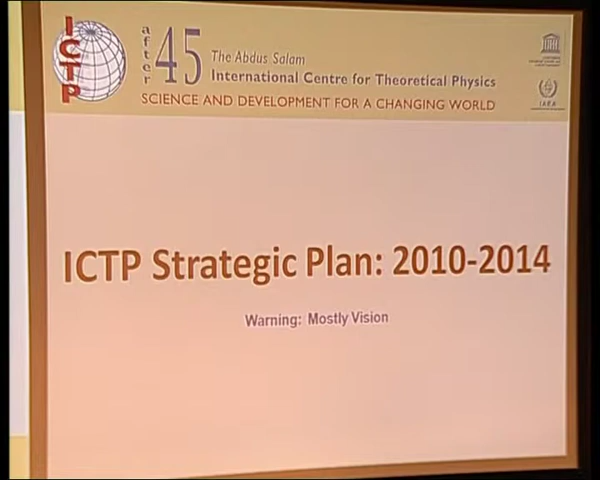 ICTP
after 45
The Abdus Salam
International Centre for Theoretical Physics
SCIENCE AND DEVELOPMENT FOR A CHANGING WORLD
IAEA
ICTP Strategic Plan: 2010-2014
Warning: Mostly Vision